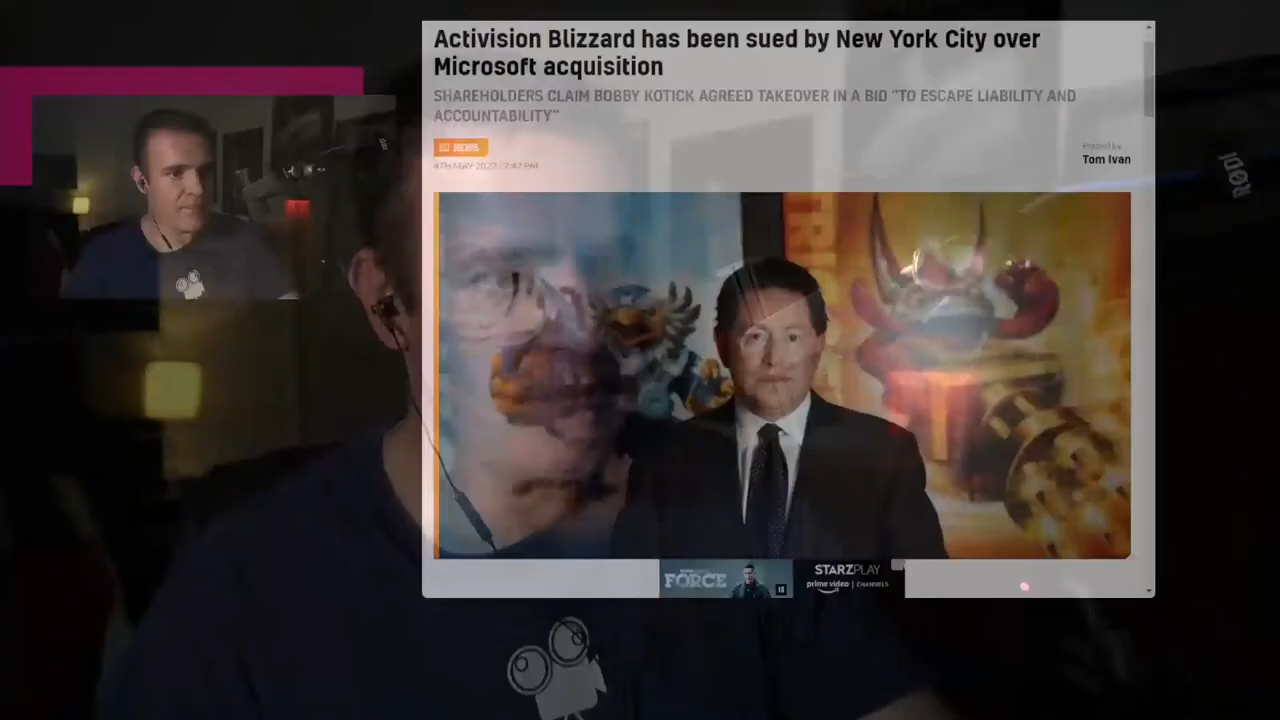 Activision Blizzard has been sued by New York City over
Microsoft acquisition
SHAREHOLDERS CLAIM BOBBY KOTICK AGREED TAKEOVER IN A BID "TO ESCAPE LIABILITY AND
ACCOUNTABILITY"
NEWS
Posted by
4TH MAY 2022 / 2:47 PM
Tom Ivan
FORCE
STARZPLAY
prime video | CHANNELS